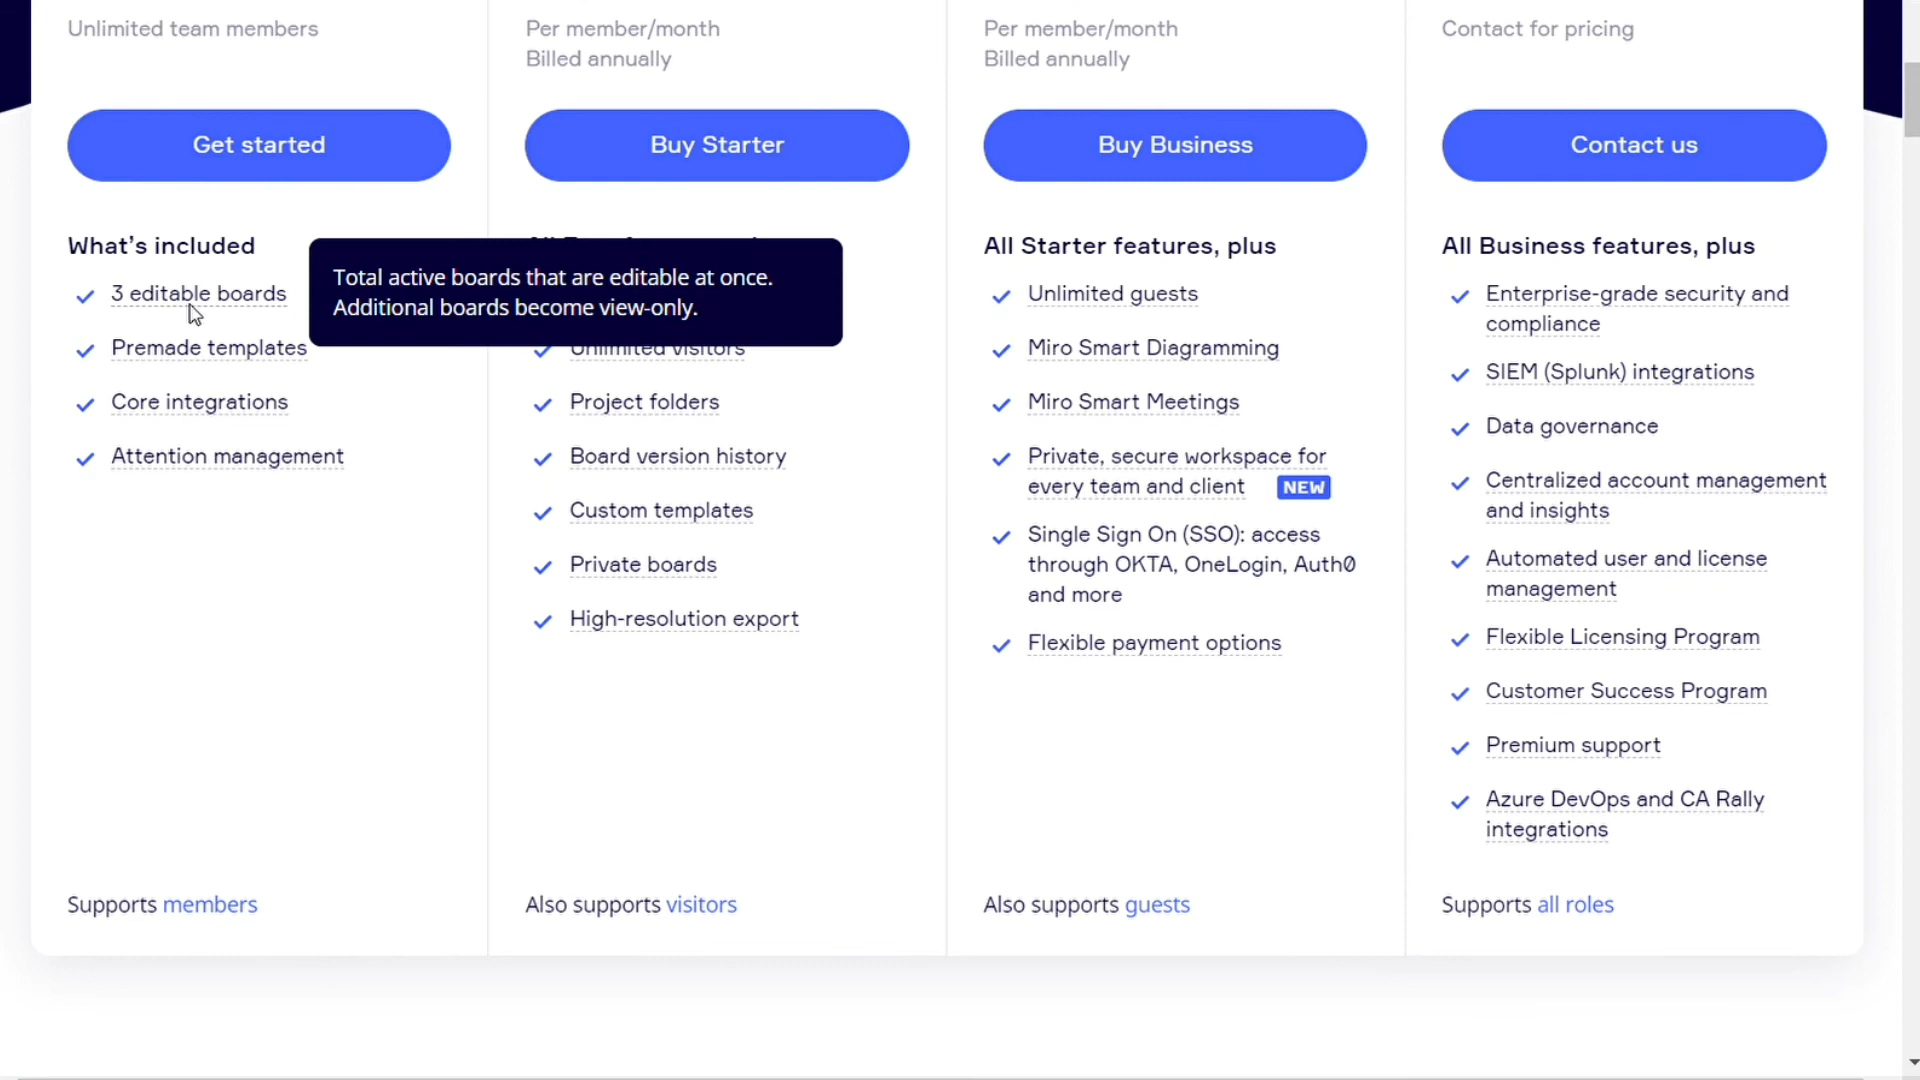 Unlimited team members
Get started
What's included
3 editable boards
Premade templates
Core integrations
Attention management
Supports members
Total active boards that are editable at once.
Additional boards become view-only.
Per member/month
Billed annually
Buy Starter
Unlimited visitors
Project folders
Board version history
Custom templates
Private boards
High-resolution export
Also supports visitors
Per member/month
Billed annually
Buy Business
All Starter features, plus
Unlimited guests
Miro Smart Diagramming
Miro Smart Meetings
Private, secure workspace for
every team and client NEW
Single Sign On (SSO): access
through OKTA, OneLogin, Auth0
and more
Flexible payment options
Also supports guests
Contact for pricing
Contact us
All Business features, plus
Enterprise-grade security and
compliance
SIEM (Splunk) integrations
Data governance
Centralized account management
and insights
Automated user and license
management
Flexible Licensing Program
Customer Success Program
Premium support
Azure DevOps and CA Rally
integrations
Supports all roles